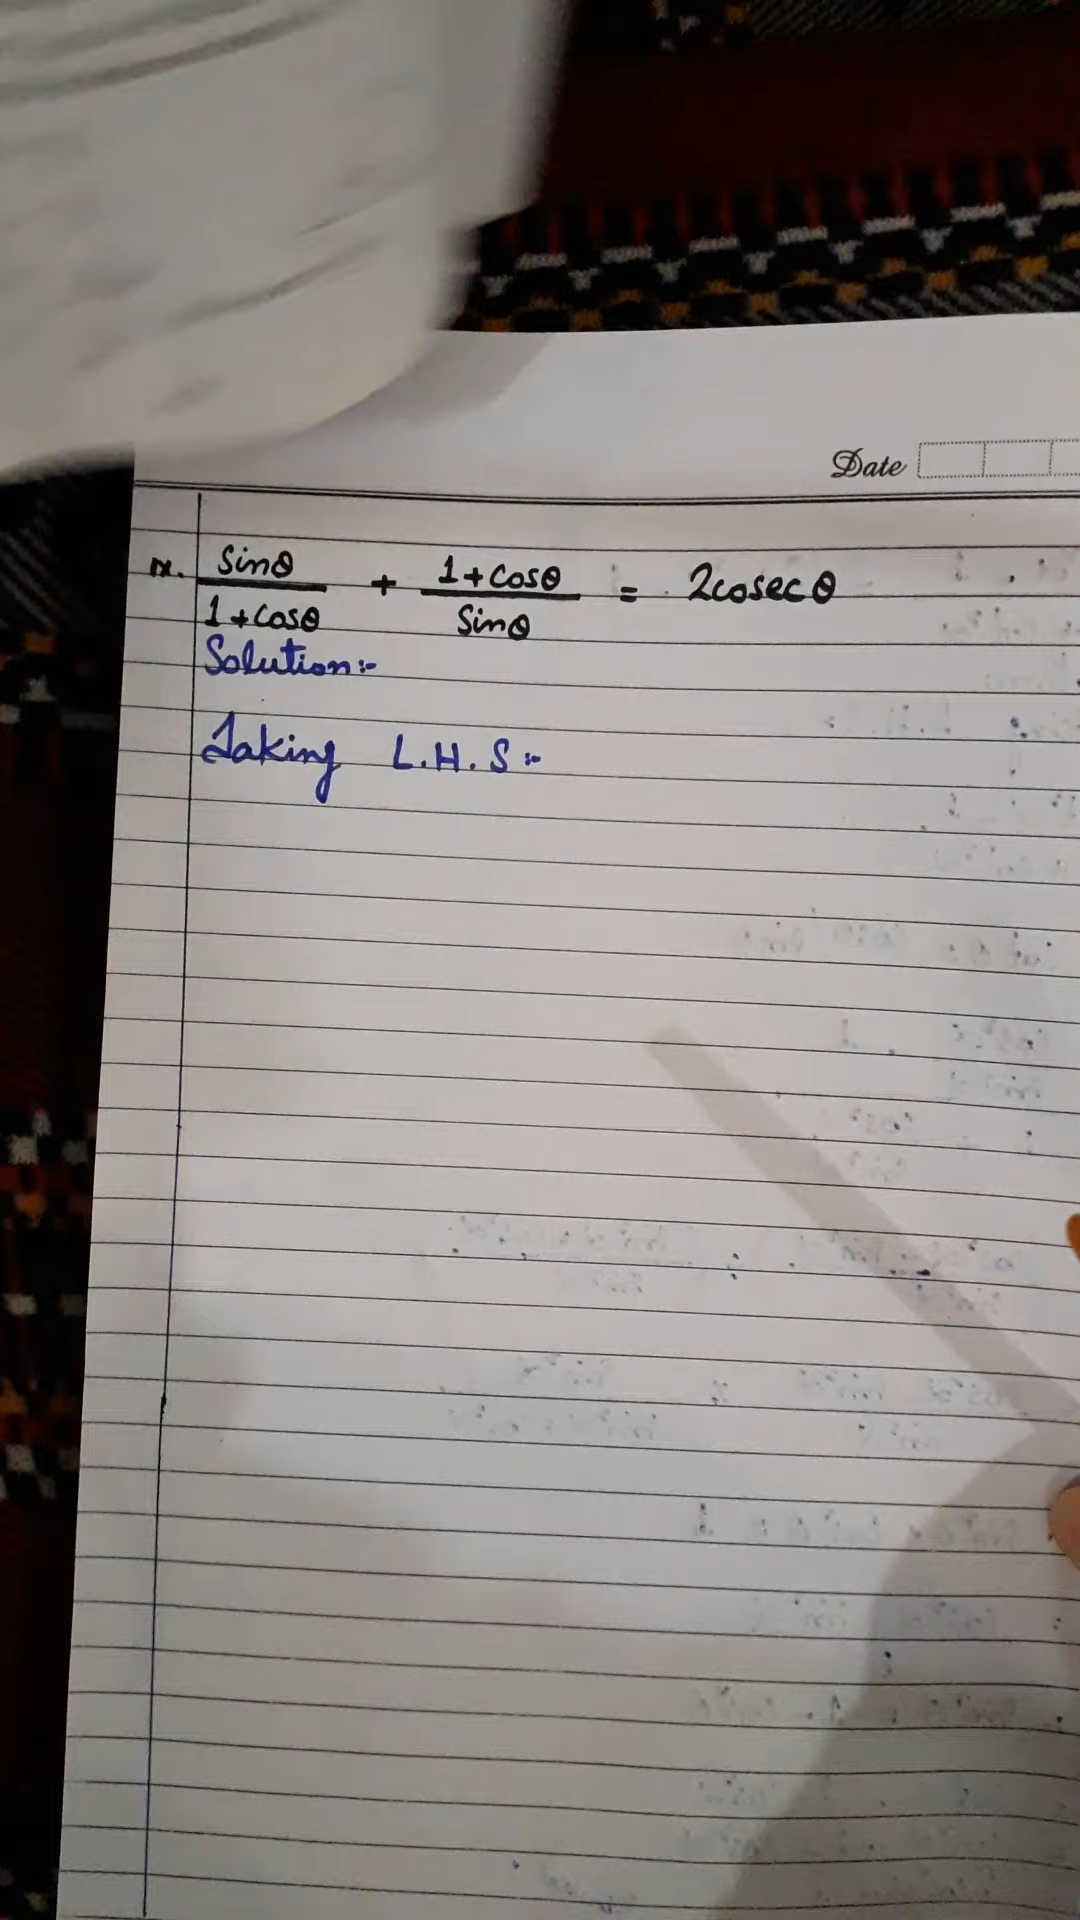 Date
ix. Sinθ/1+Cosθ + 1+Cosθ/Sinθ = 2cosecθ
Solution:-
Taking L.H.S:-